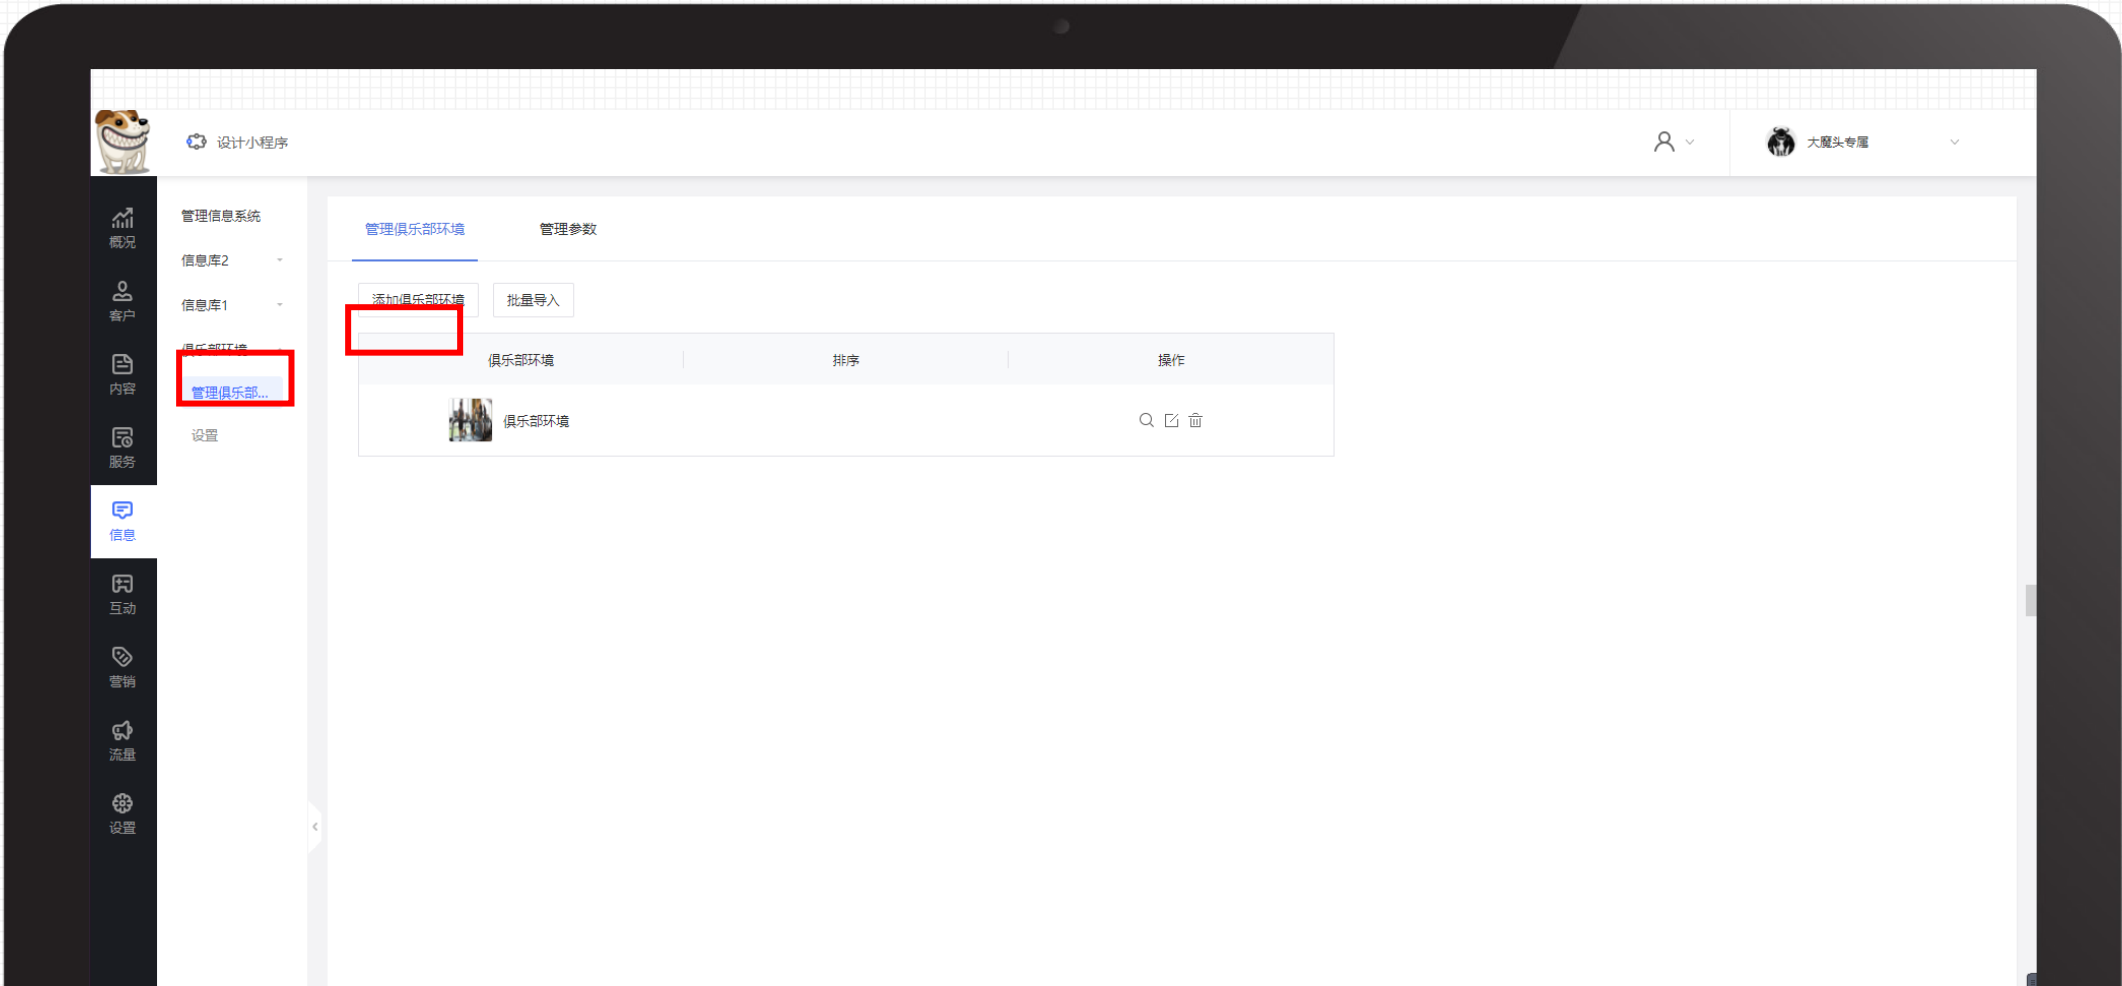 设计小程序
大魔头专属
概况
客户
内容
服务
信息
互动
营销
流量
设置
管理信息系统
信息库2
信息库1
俱乐部环境
管理俱乐部...
设置
管理俱乐部环境
管理参数
添加俱乐部环境
批量导入
俱乐部环境
排序
操作
俱乐部环境